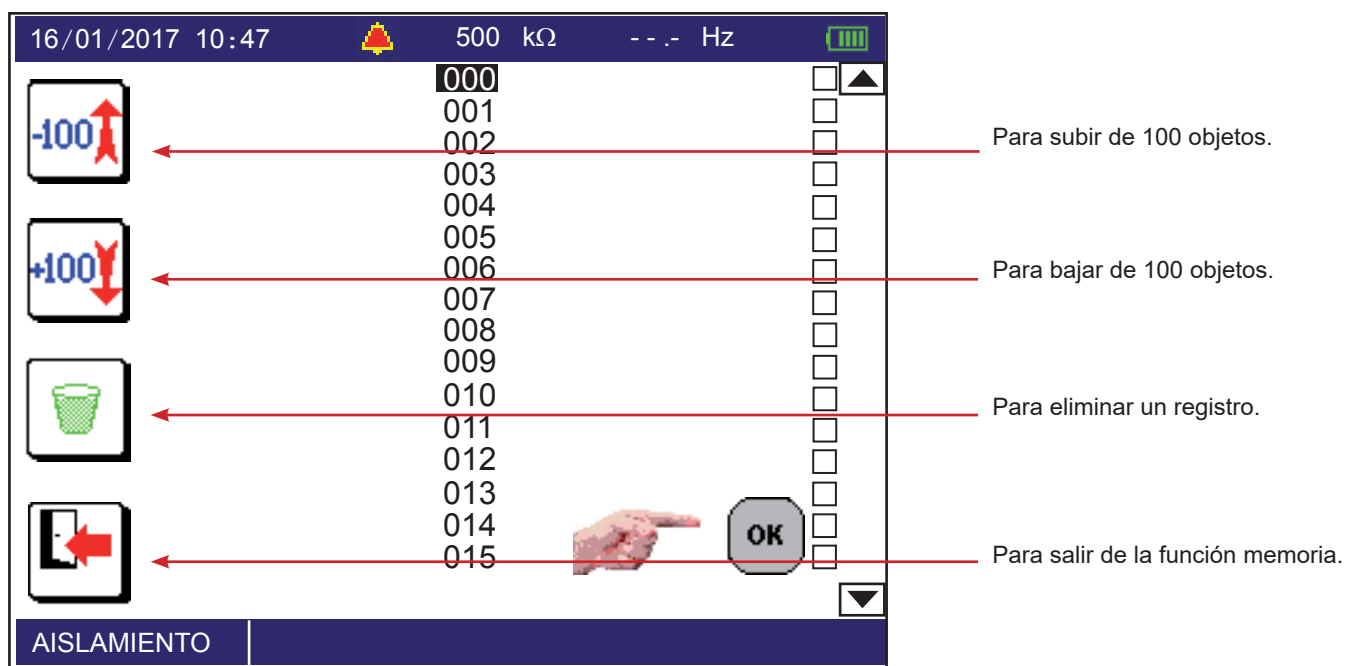 16/01/2017 10:47 500 kΩ - - .- Hz
-100
+100
000
001
002
003
004
005
006
007
008
009
010
011
012
013
014
015
OK
AISLAMIENTO
Para subir de 100 objetos.
Para bajar de 100 objetos.
Para eliminar un registro.
Para salir de la función memoria.